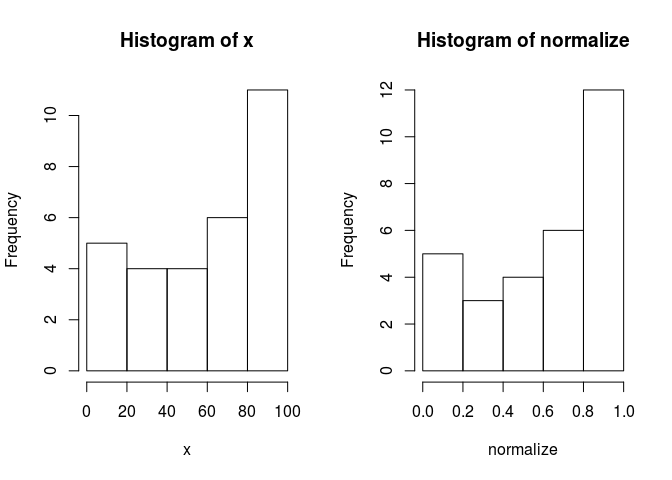 Histogram of x
Frequency
0 2 4 6 8 10
0 20 40 60 80 100
x
Histogram of normalize
Frequency
0 2 4 6 8 10 12
0.0 0.2 0.4 0.6 0.8 1.0
normalize